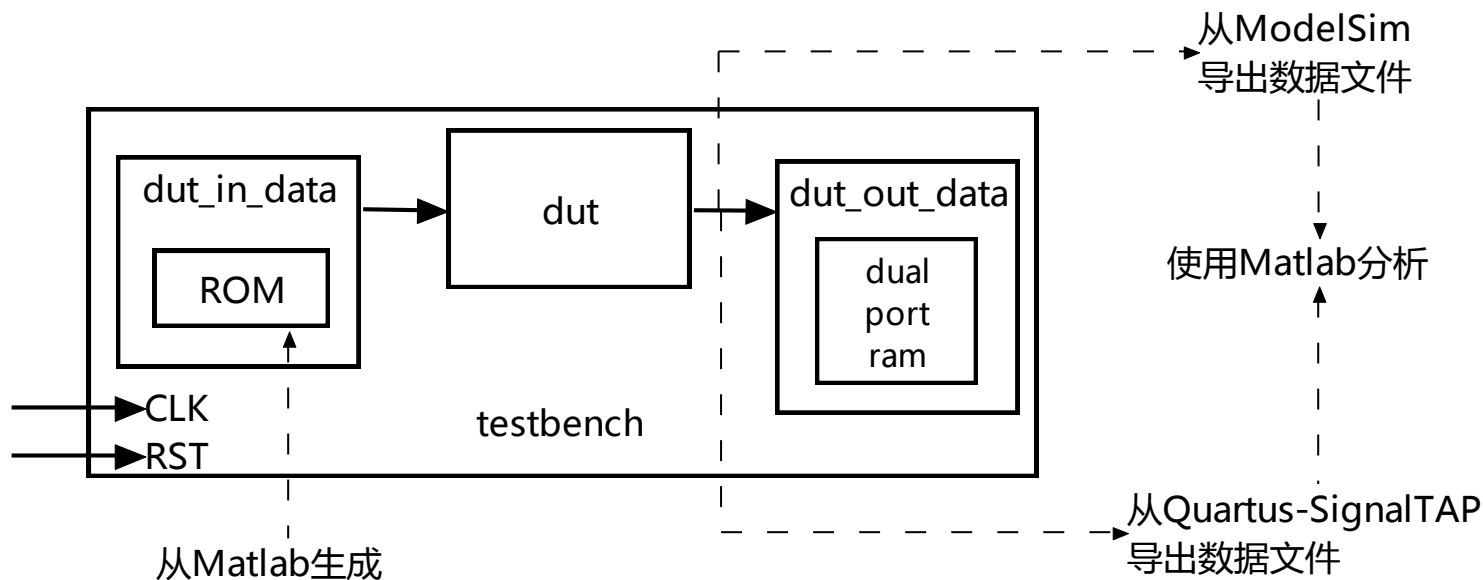 从ModelSim
导出数据文件
dut_in_data
ROM
dut
dut_out_data
dual
port
ram
使用Matlab分析
CLK
RST
testbench
从Matlab生成
从Quartus-SignalTAP
导出数据文件